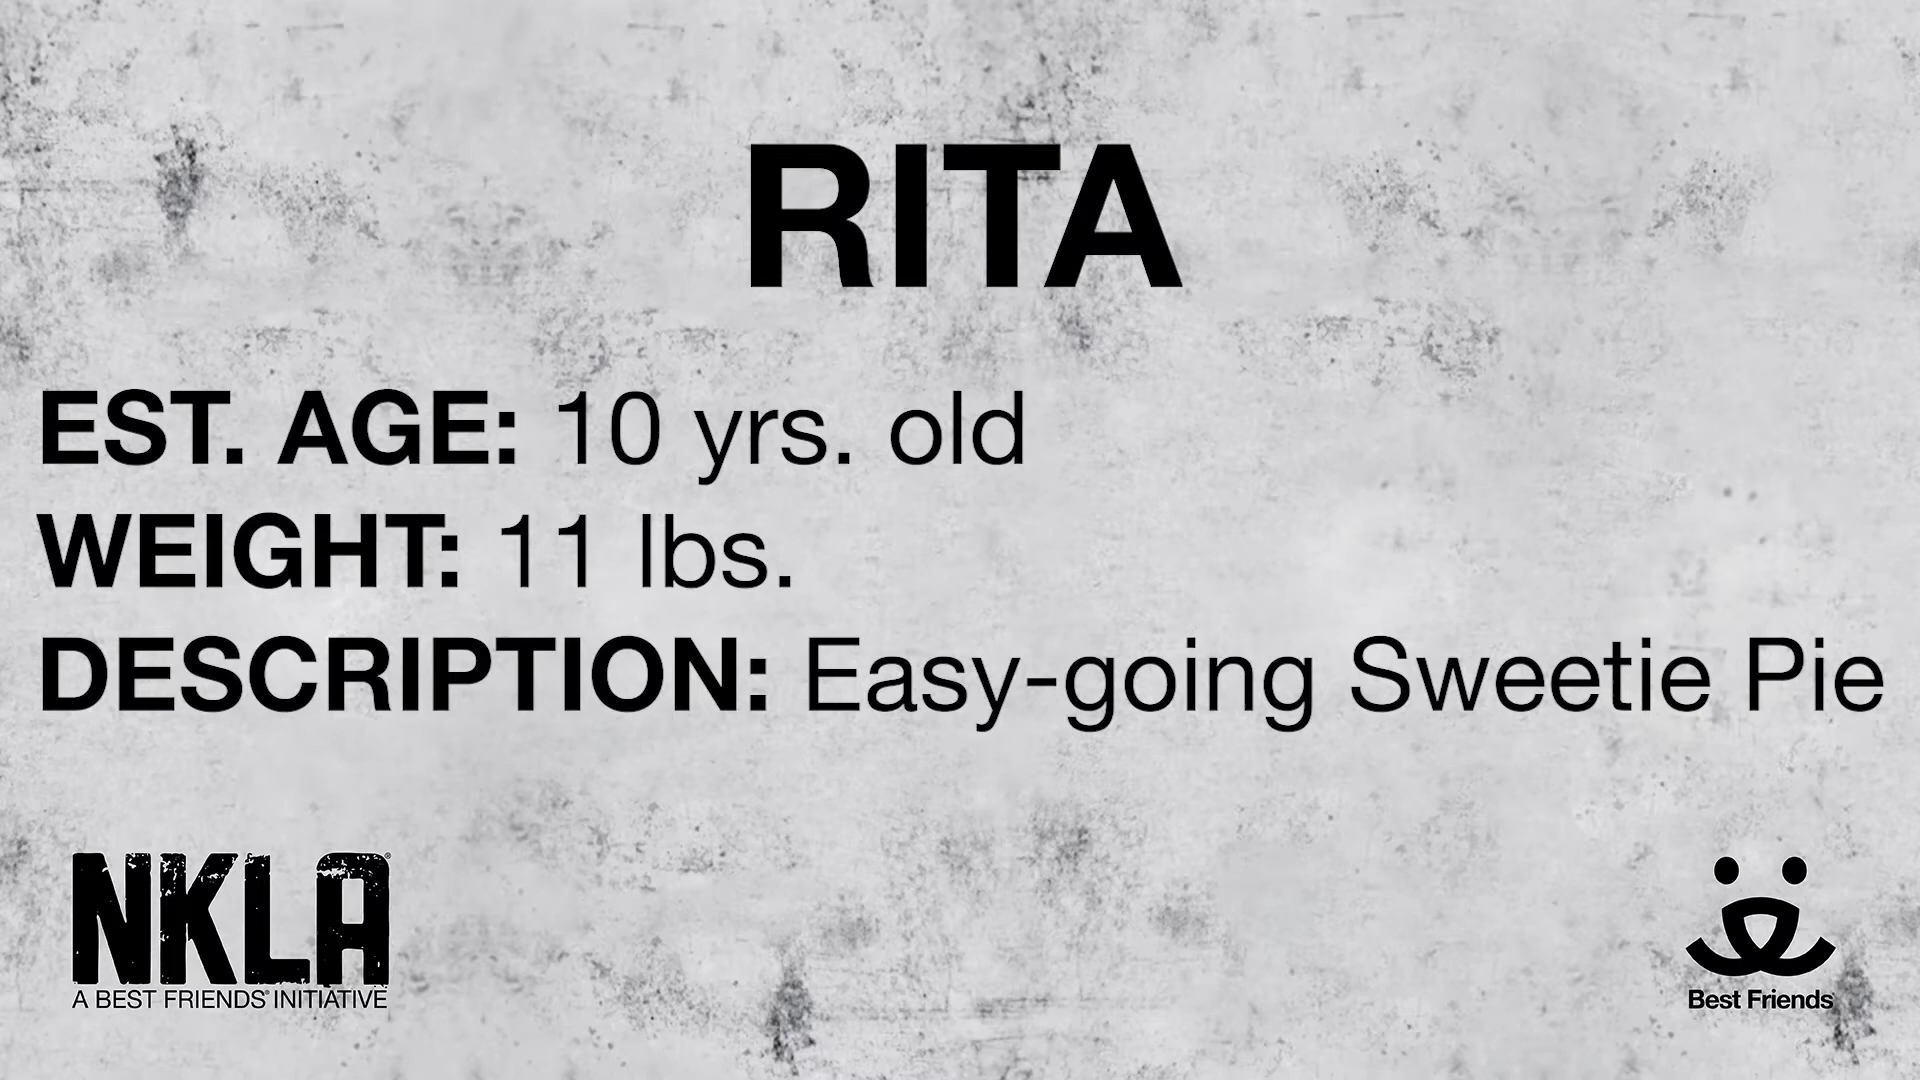 RITA
EST. AGE: 10 yrs. old
WEIGHT: 11 lbs.
DESCRIPTION: Easy-going Sweetie Pie
NKLA®
A BEST FRIENDS® INITIATIVE
Best Friends